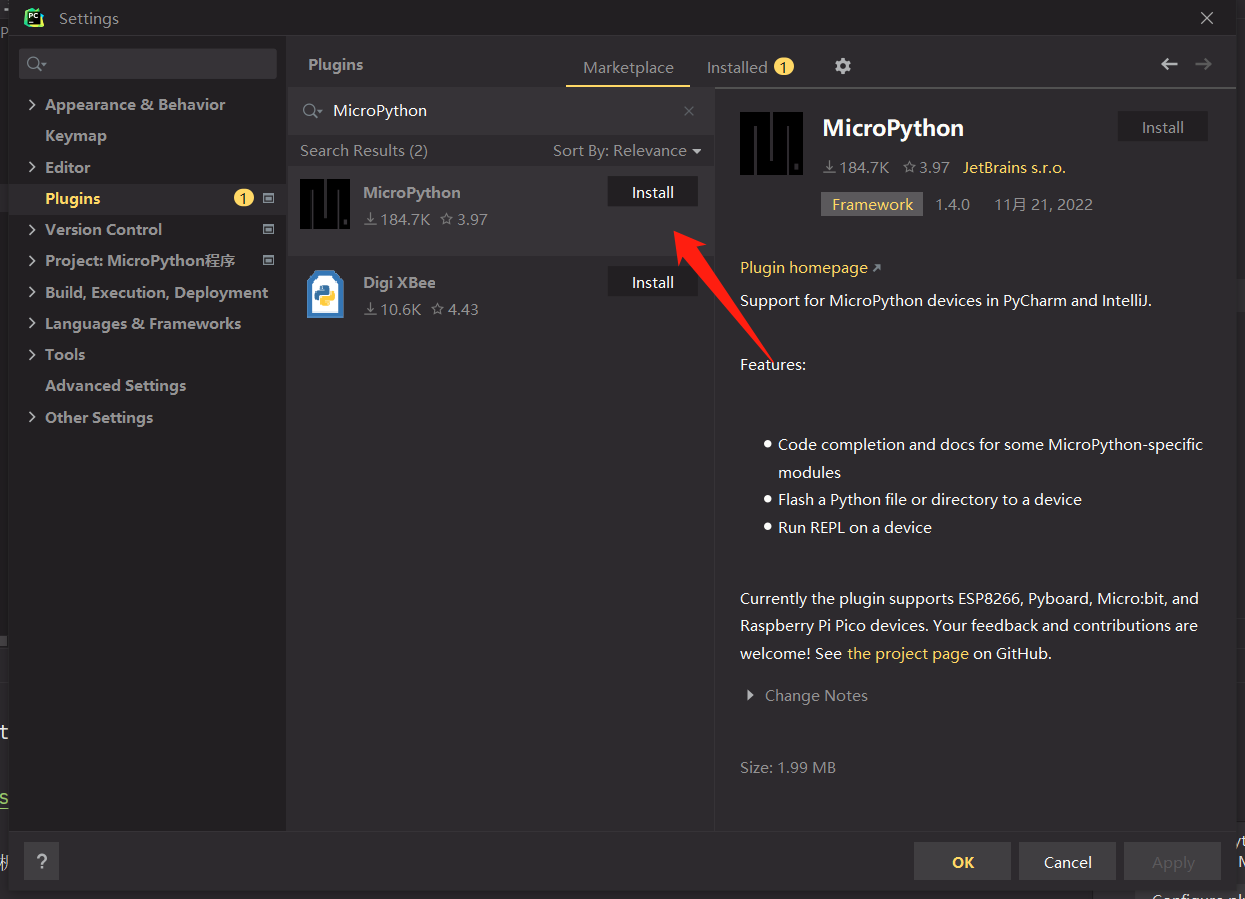 PC
Settings
Plugins
Marketplace
Installed 1
MicroPython
Search Results (2)
Sort By: Relevance
MicroPython
184.7K 3.97
Install
Digi XBee
10.6K 4.43
Install
Appearance & Behavior
Keymap
Editor
Plugins 1
Version Control
Project: MicroPython程序
Build, Execution, Deployment
Languages & Frameworks
Tools
Advanced Settings
Other Settings
MicroPython
Install
184.7K 3.97 JetBrains s.r.o.
Framework 1.4.0 11月 21, 2022
Plugin homepage
Support for MicroPython devices in PyCharm and IntelliJ.
Features:
Code completion and docs for some MicroPython-specific
modules
Flash a Python file or directory to a device
Run REPL on a device
Currently the plugin supports ESP8266, Pyboard, Micro:bit, and
Raspberry Pi Pico devices. Your feedback and contributions are
welcome! See the project page on GitHub.
Change Notes
Size: 1.99 MB
?
OK
Cancel
Apply